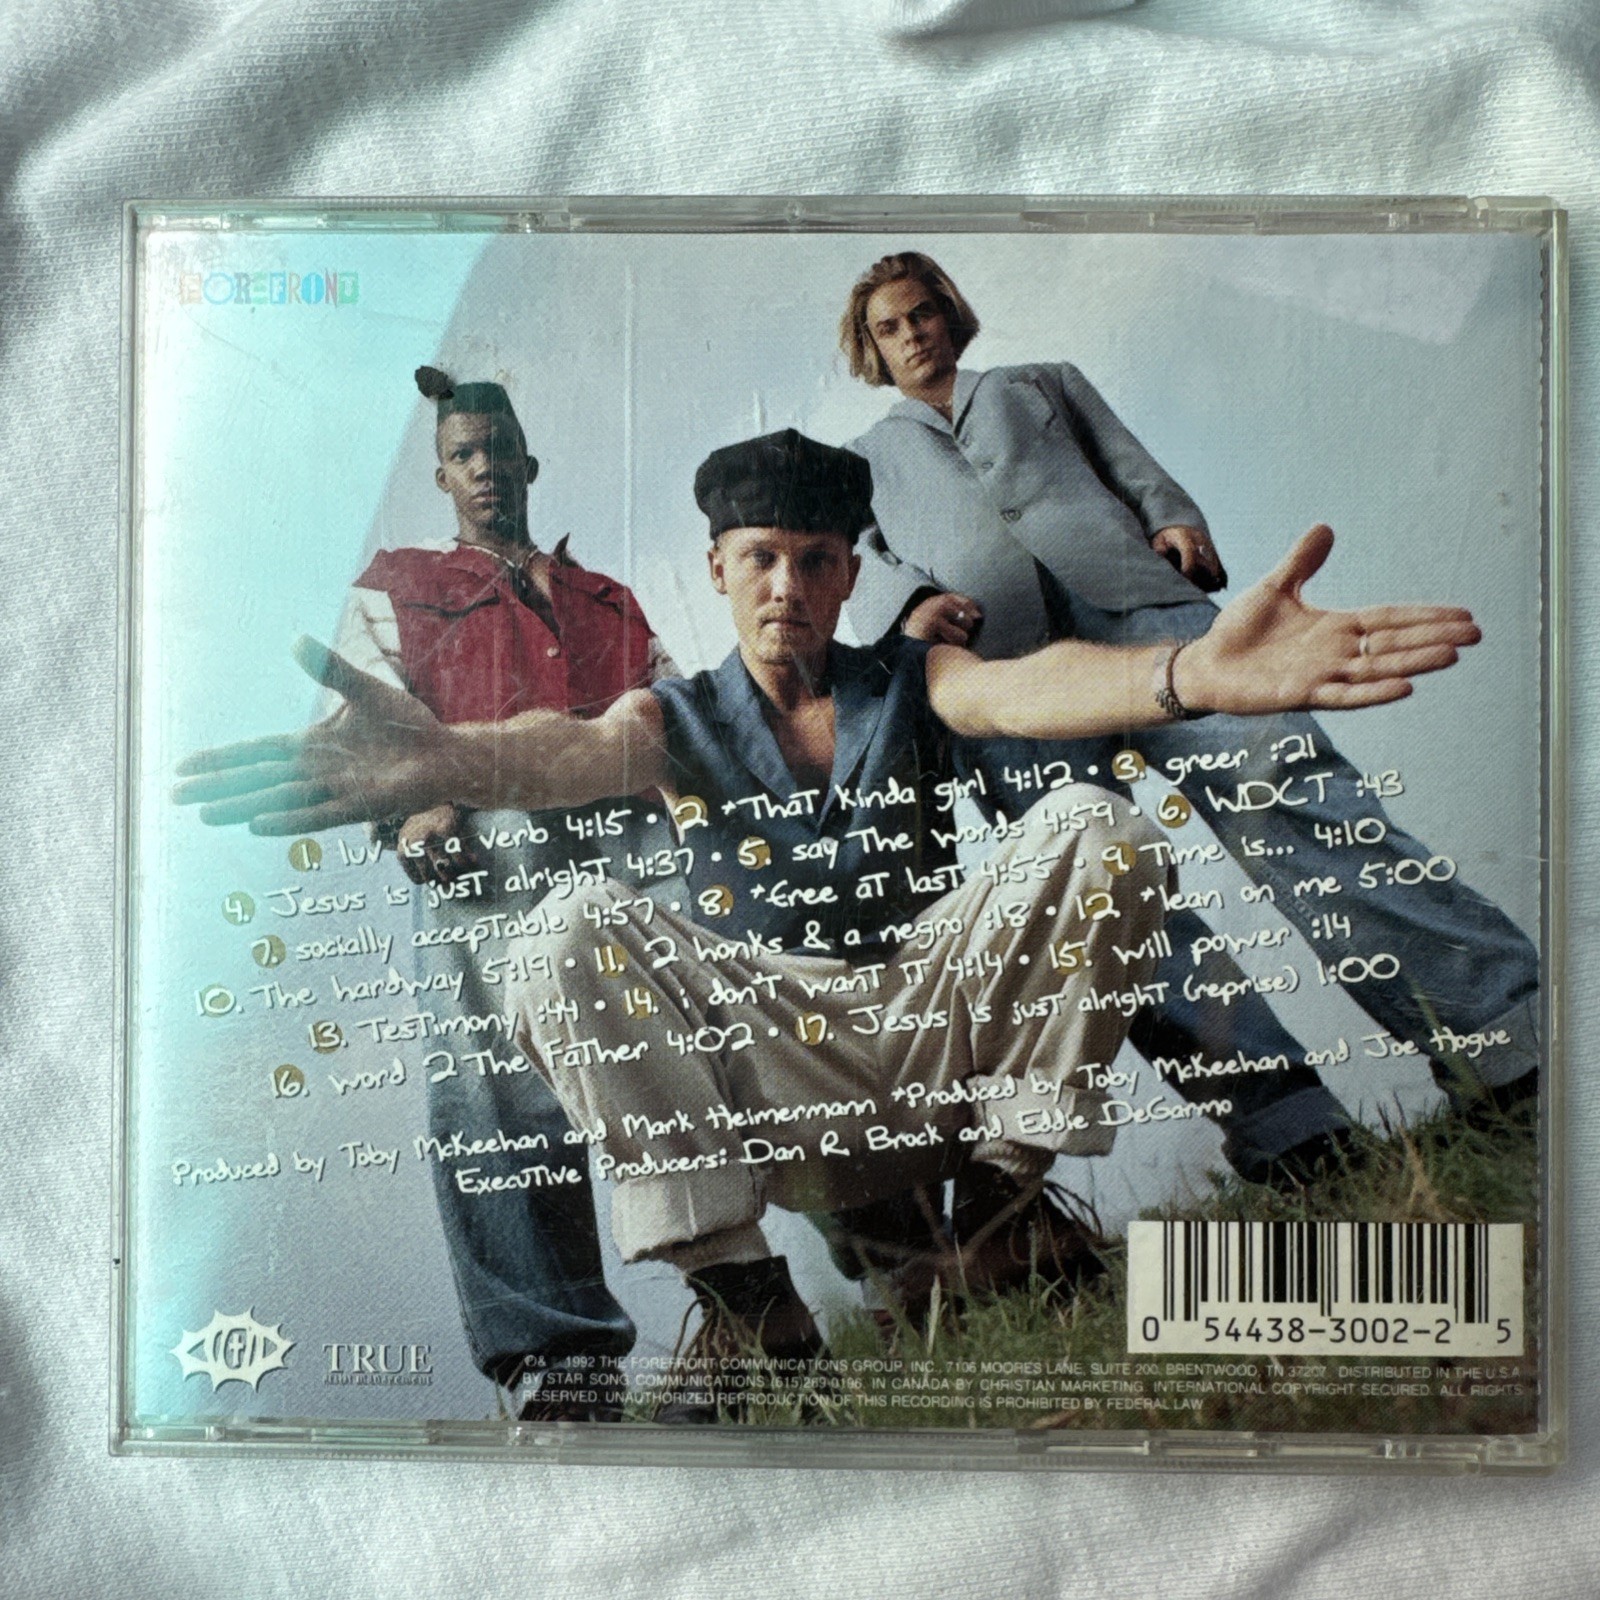 FOREFRONT
1. luv is a verb 4:15 • 2 *That kinda girl 4:12 • 3. greer :21
4. Jesus is just alright 4:37 • 5. say The words 4:59 • 6. WDCT :43
7. socially acceptable 4:57 • 8. *free at last 4:55 • 9. Time is... 4:10
10. The hardway 5:19 • 11. 2 honks & a negro :18 • 12 *lean on me 5:00
13. Testimony :44 • 14. i don't want it 4:14 • 15. will power :14
16. word 2 The Father 4:02 • 17. Jesus is just alright (reprise) 1:00
Produced by Toby McKeehan and Mark Heimermann *Produced by Toby McKeehan and Joe Hogue
Executive Producers: Dan R Brock and Eddie DeGarmo
TRUE
artist management
℗& 1992 THE FOREFRONT COMMUNICATIONS GROUP, INC., 7106 MOORES LANE, SUITE 200, BRENTWOOD, TN 37207. DISTRIBUTED IN THE U.S.A.
BY STAR SONG COMMUNICATIONS (615)269-0196, IN CANADA BY CHRISTIAN MARKETING. INTERNATIONAL COPYRIGHT SECURED. ALL RIGHTS
RESERVED. UNAUTHORIZED REPRODUCTION OF THIS RECORDING IS PROHIBITED BY FEDERAL LAW
0 54438-3002-2 5